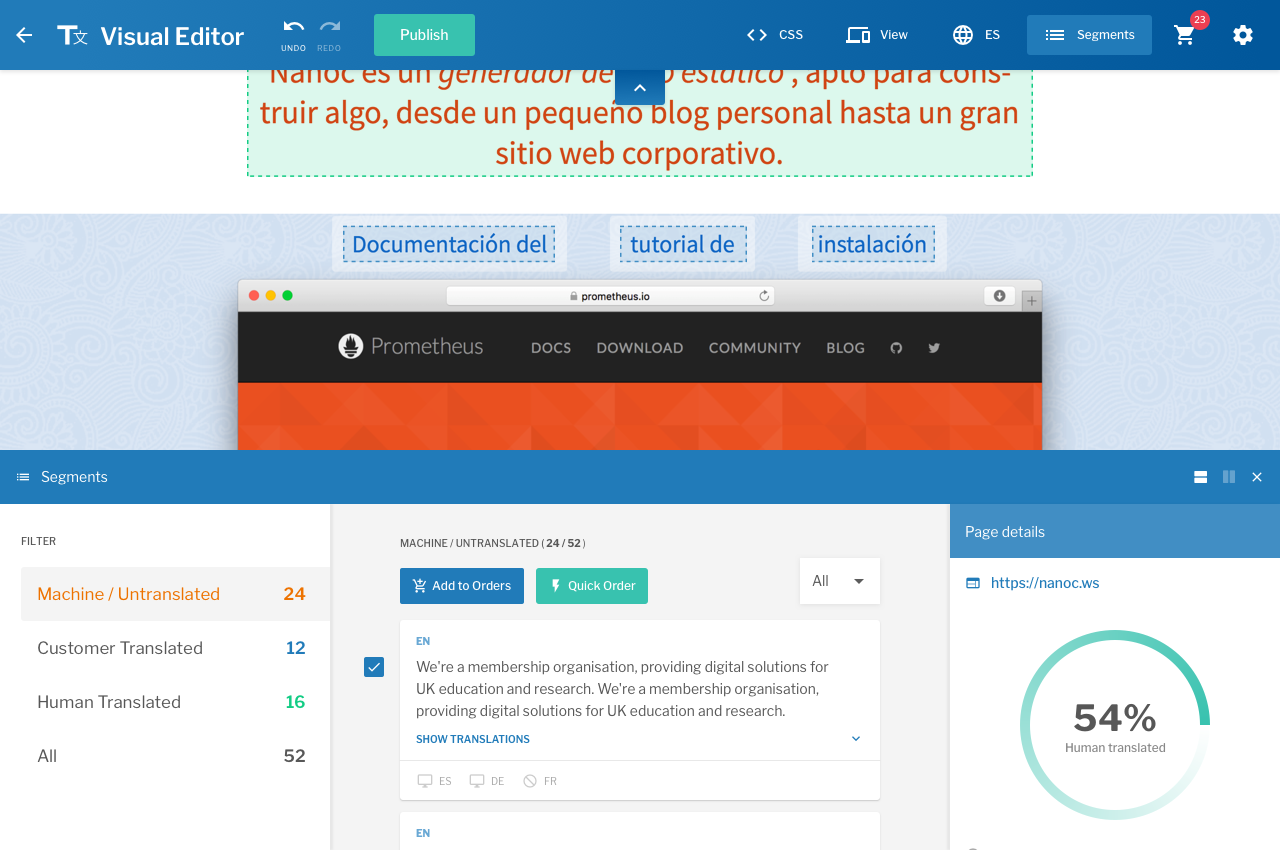 Visual Editor
UNDO
REDO
Publish
CSS
View
ES
Segments
23
Nanoc es un generador de estático , apto para cons-
truir algo, desde un pequeño blog personal hasta un gran
sitio web corporativo.
Documentación del
tutorial de
instalación
prometheus.io
Prometheus
DOCS
DOWNLOAD
COMMUNITY
BLOG
Segments
FILTER
Machine / Untranslated 24
Customer Translated 12
Human Translated 16
All 52
MACHINE / UNTRANSLATED ( 24 / 52 )
Add to Orders
Quick Order
All
EN
We're a membership organisation, providing digital solutions for
UK education and research. We're a membership organisation,
providing digital solutions for UK education and research.
SHOW TRANSLATIONS
ES
DE
FR
EN
Page details
https://nanoc.ws
54%
Human translated